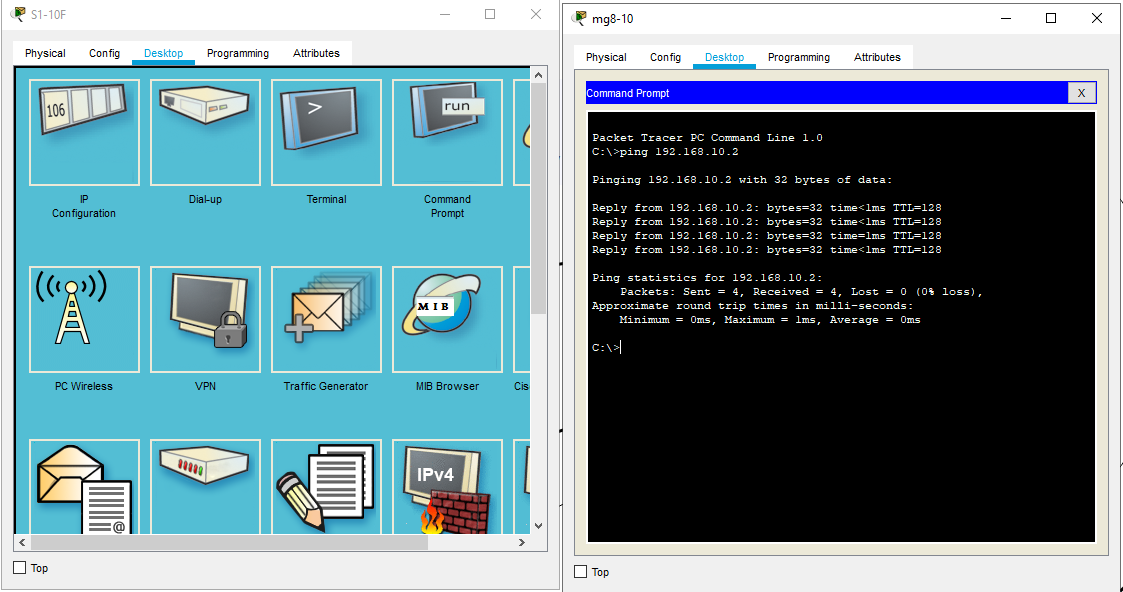 S1-10F
Physical Config Desktop Programming Attributes
106
>
run
IP
Configuration
Dial-up
Terminal
Command
Prompt
MIB
PC Wireless
VPN
Traffic Generator
MIB Browser
Cis
@
IPv4
Top
mg8-10
Physical Config Desktop Programming Attributes
Command Prompt
X
Packet Tracer PC Command Line 1.0
C:\>ping 192.168.10.2
Pinging 192.168.10.2 with 32 bytes of data:
Reply from 192.168.10.2: bytes=32 time<1ms TTL=128
Reply from 192.168.10.2: bytes=32 time<1ms TTL=128
Reply from 192.168.10.2: bytes=32 time=1ms TTL=128
Reply from 192.168.10.2: bytes=32 time<1ms TTL=128
Ping statistics for 192.168.10.2:
Packets: Sent = 4, Received = 4, Lost = 0 (0% loss),
Approximate round trip times in milli-seconds:
Minimum = 0ms, Maximum = 1ms, Average = 0ms
C:\>
Top